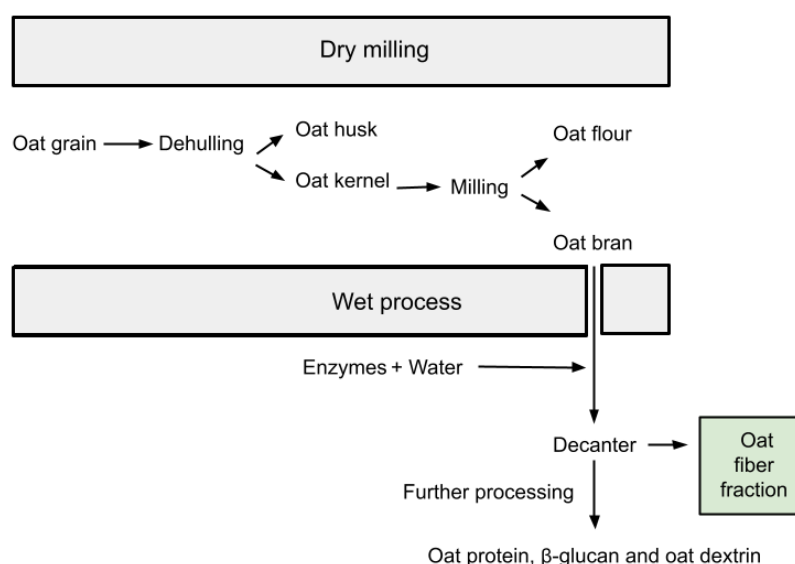 Dry milling
Oat husk
Oat flour
Oat grain
Dehulling
Oat kernel
Milling
Oat bran
Wet process
Enzymes + Water
Decanter
Oat
fiber
fraction
Further processing
Oat protein, β-glucan and oat dextrin